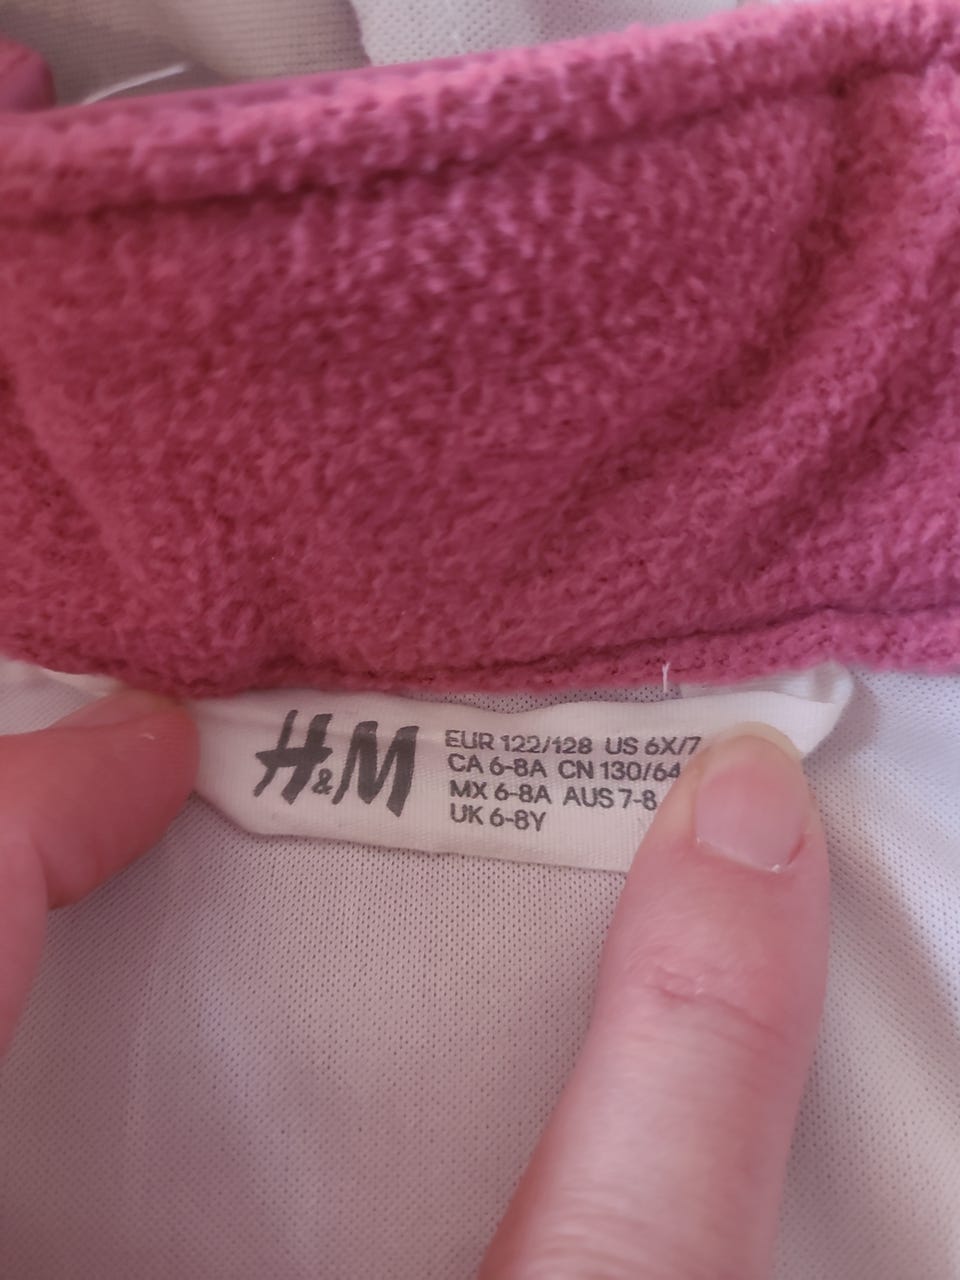 H&M
EUR 122/128 US 6X/7
CA 6-8A CN 130/64
MX 6-8A AUS 7-8
UK 6-8Y